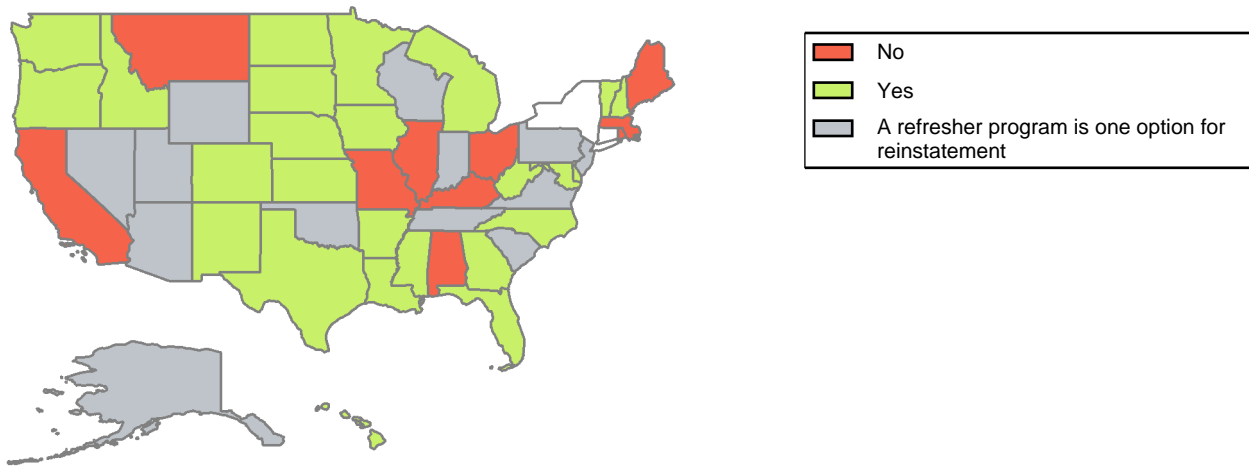 No
Yes
A refresher program is one option for
reinstatement